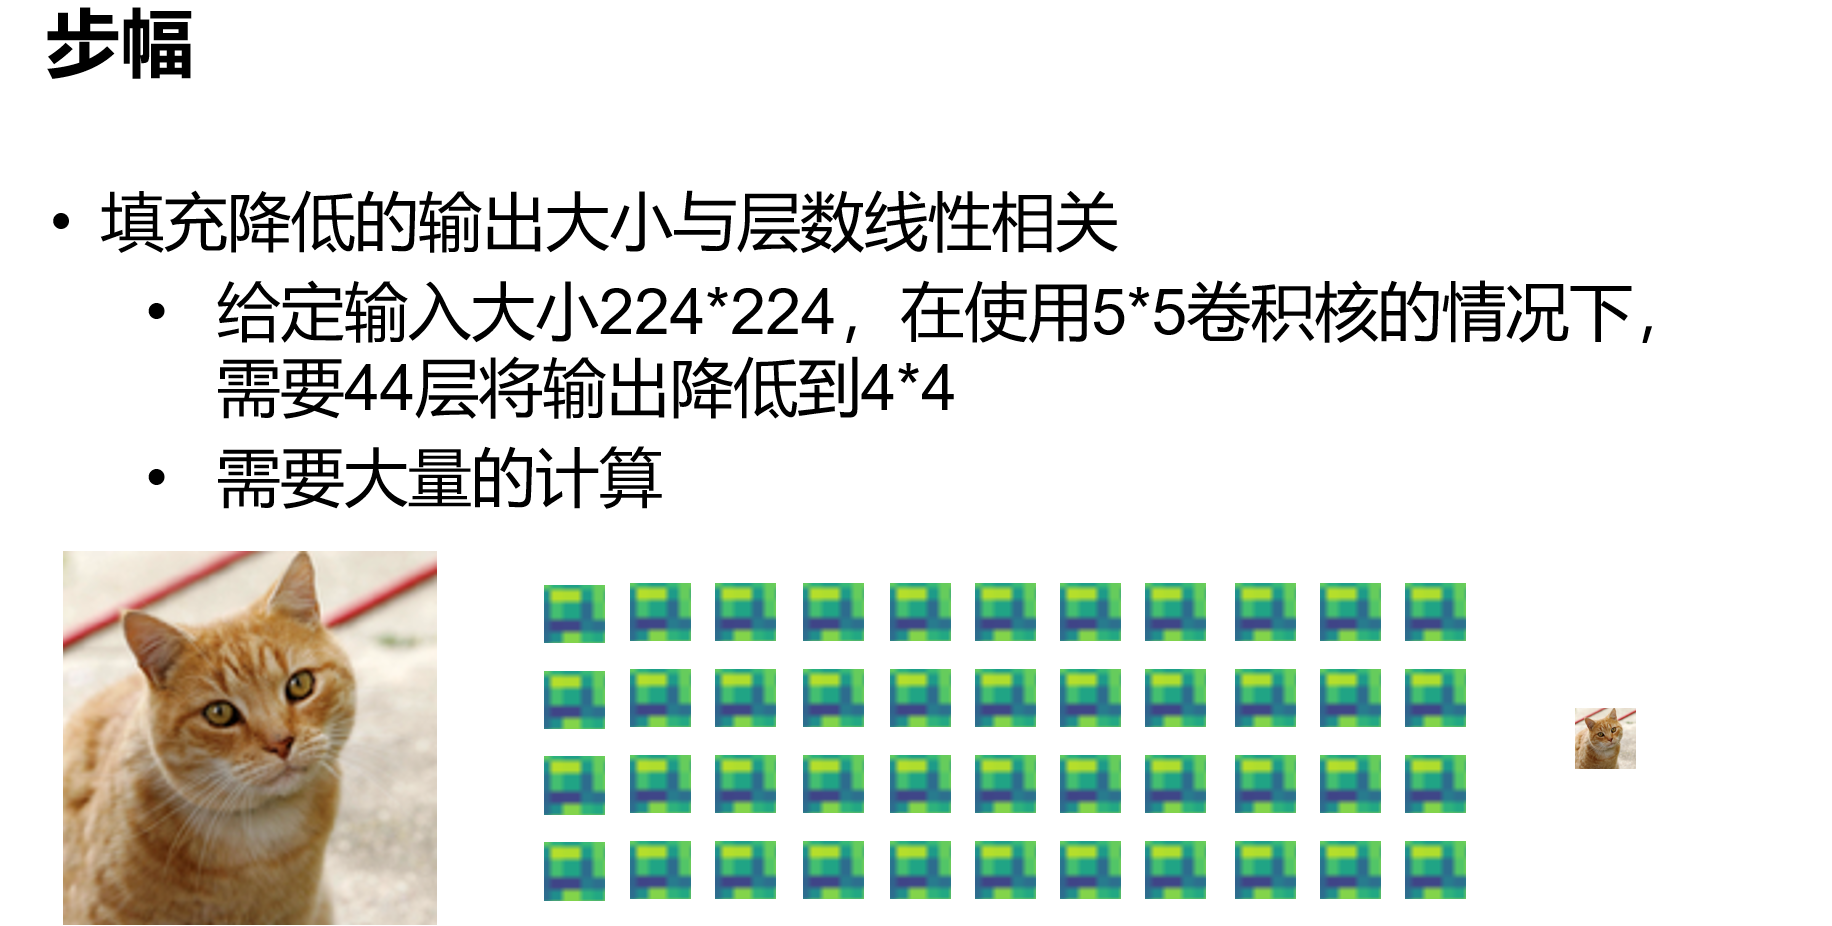 步幅
• 填充降低的输出大小与层数线性相关
• 给定输入大小224*224，在使用5*5卷积核的情况下，
需要44层将输出降低到4*4
• 需要大量的计算